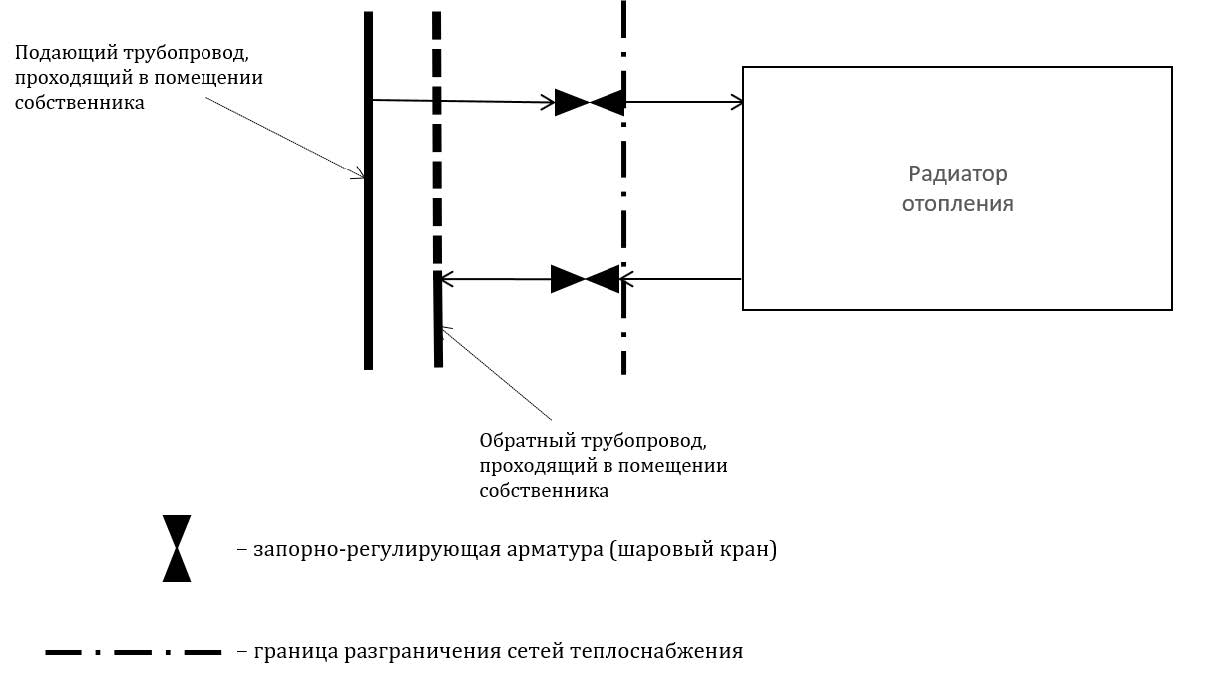 Подающий трубопровод,
проходящий в помещении
собственника
Радиатор
отопления
Обратный трубопровод,
проходящий в помещении
собственника
– запорно-регулирующая арматура (шаровый кран)
– граница разграничения сетей теплоснабжения